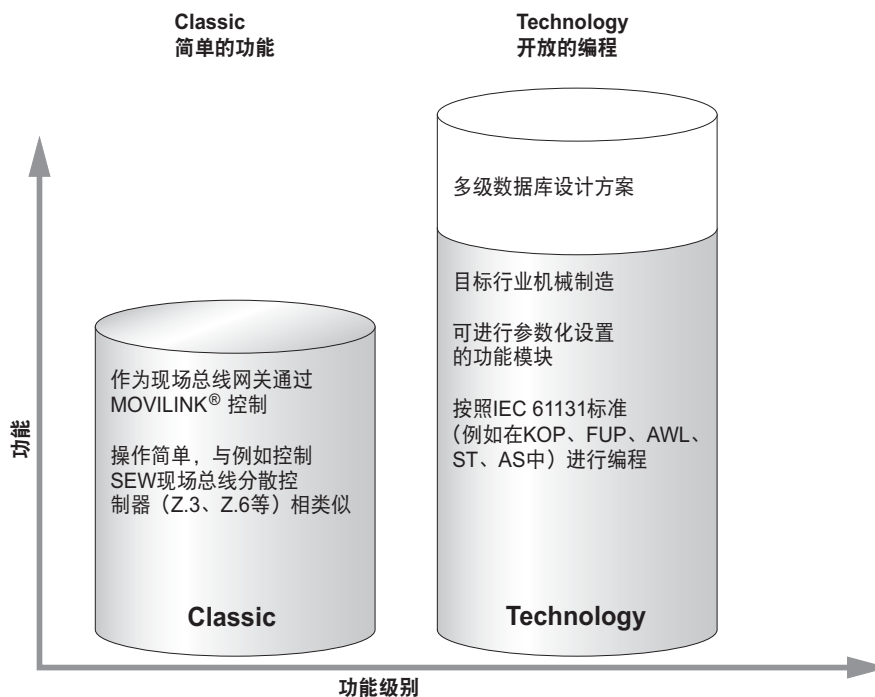 Classic
简单的功能
Technology
开放的编程
多级数据库设计方案
目标行业机械制造
可进行参数化设置
的功能模块
按照IEC 61131标准
（例如在KOP、FUP、AWL、
ST、AS中）进行编程
Technology
作为现场总线网关通过
MOVILINK® 控制
操作简单，与例如控制
SEW现场总线分散控
制器（Z.3、Z.6等）相类似
Classic
功能
功能级别